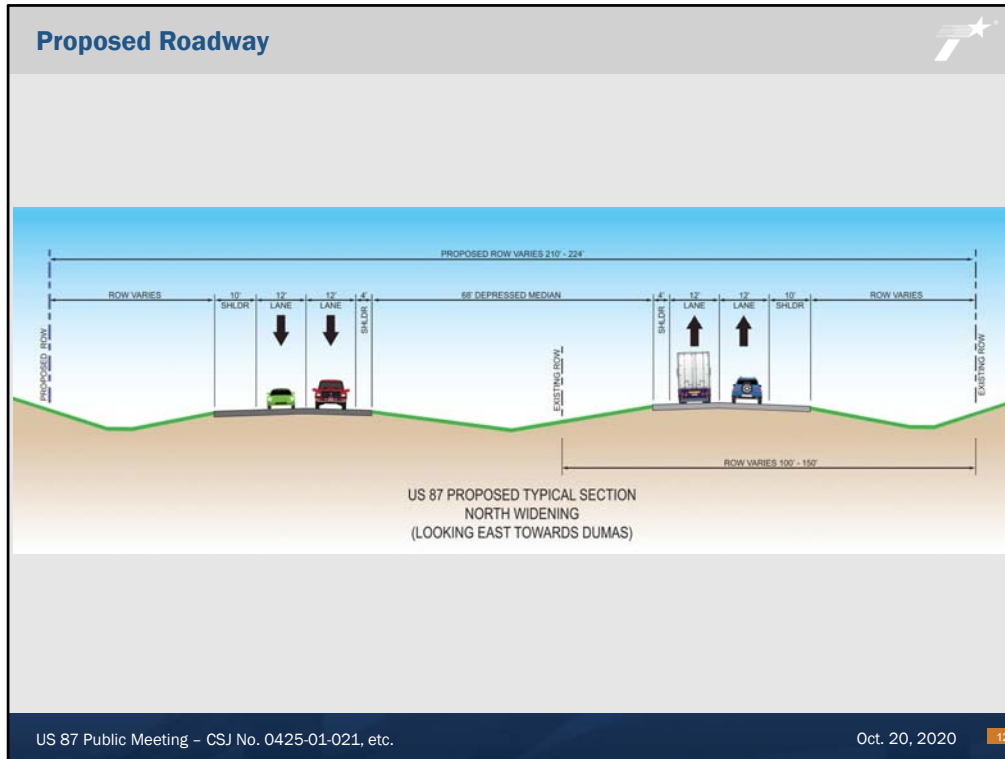 Proposed Roadway
PROPOSED ROW VARIES 210' - 224'
ROW VARIES
10'
SHLDR
12'
LANE
12'
LANE
4'
SHLDR
68' DEPRESSED MEDIAN
4'
SHLDR
12'
LANE
12'
LANE
10'
SHLDR
ROW VARIES
PROPOSED ROW
EXISTING ROW
EXISTING ROW
ROW VARIES 100' - 150'
US 87 PROPOSED TYPICAL SECTION
NORTH WIDENING
(LOOKING EAST TOWARDS DUMAS)
US 87 Public Meeting – CSJ No. 0425-01-021, etc.
Oct. 20, 2020
12